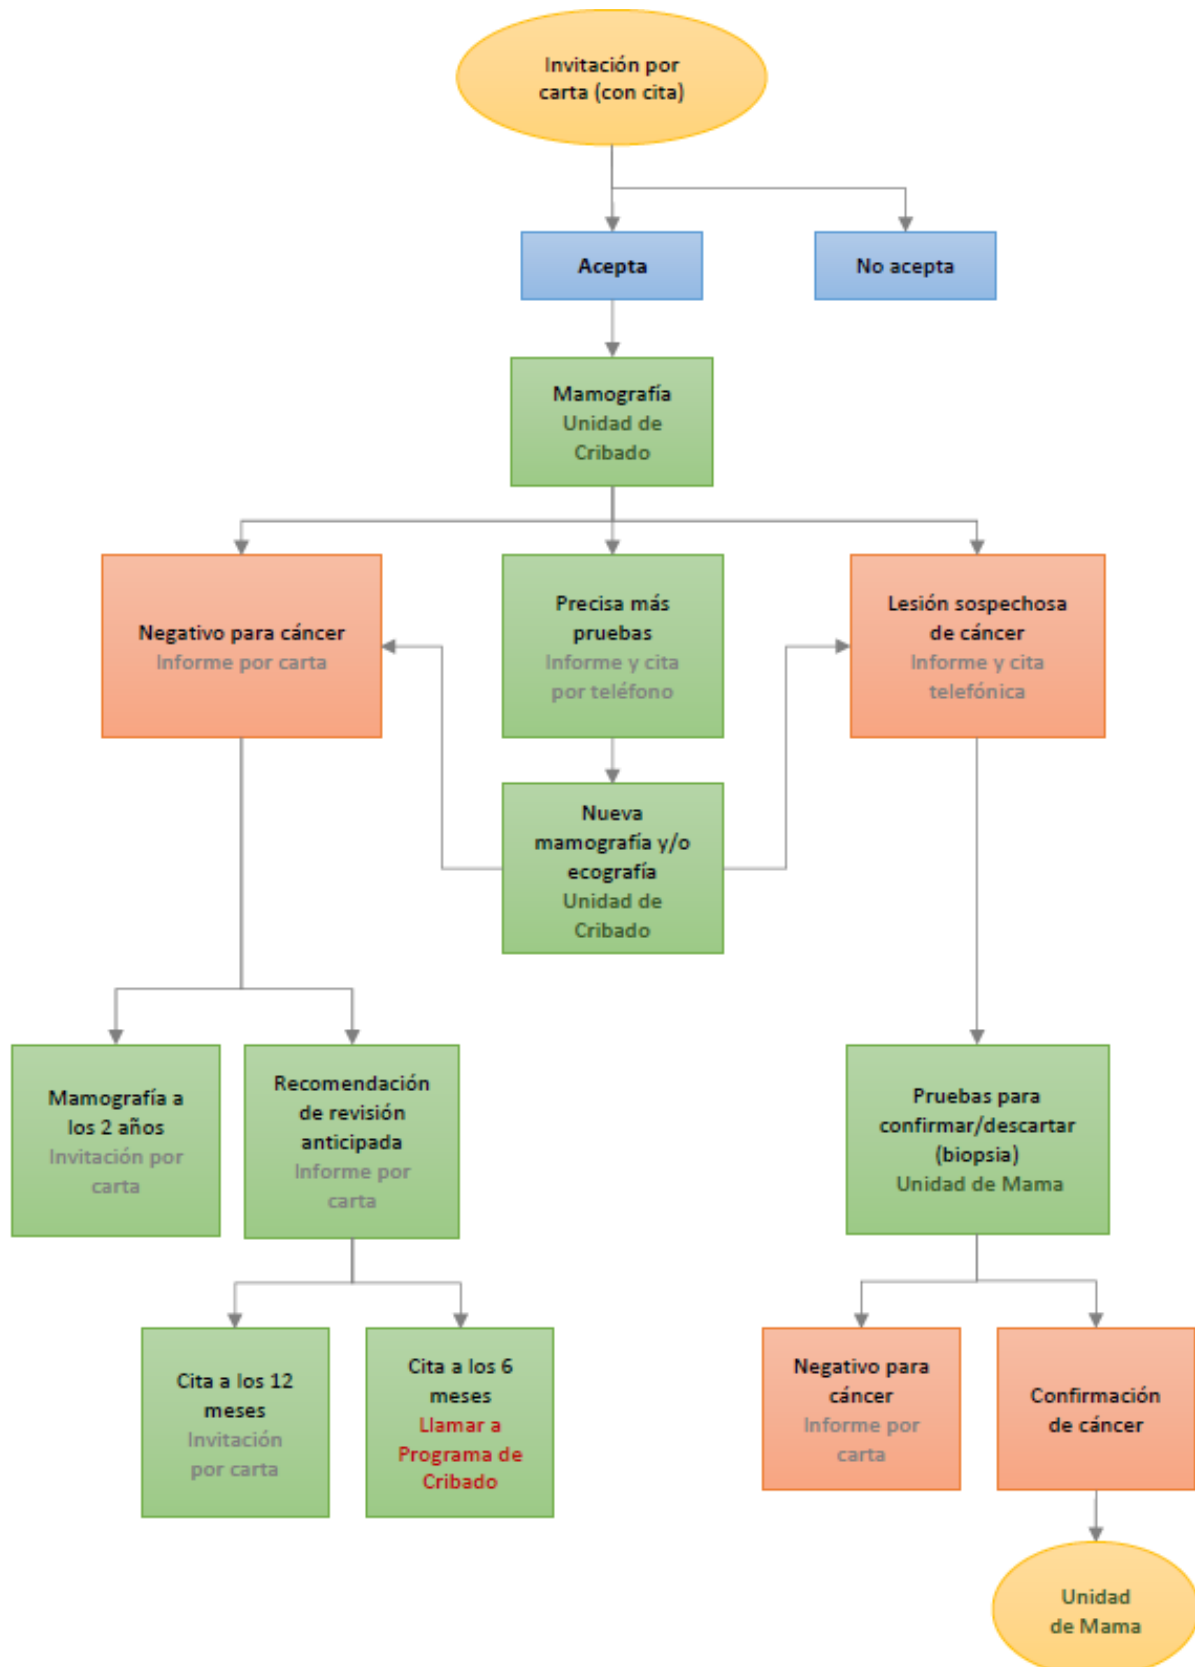 Invitación por
carta (con cita)
Acepta
No acepta
Mamografía
Unidad de
Cribado
Negativo para cáncer
Informe por carta
Precisa más
pruebas
Informe y cita
por teléfono
Lesión sospechosa
de cáncer
Informe y cita
telefónica
Nueva
mamografía y/o
ecografía
Unidad de
Cribado
Mamografía a
los 2 años
Invitación por
carta
Recomendación
de revisión
anticipada
Informe por
carta
Pruebas para
confirmar/descartar
(biopsia)
Unidad de Mama
Cita a los 12
meses
Invitación
por carta
Cita a los 6
meses
Llamar a
Programa de
Cribado
Negativo para
cáncer
Informe por
carta
Confirmación
de cáncer
Unidad
de Mama